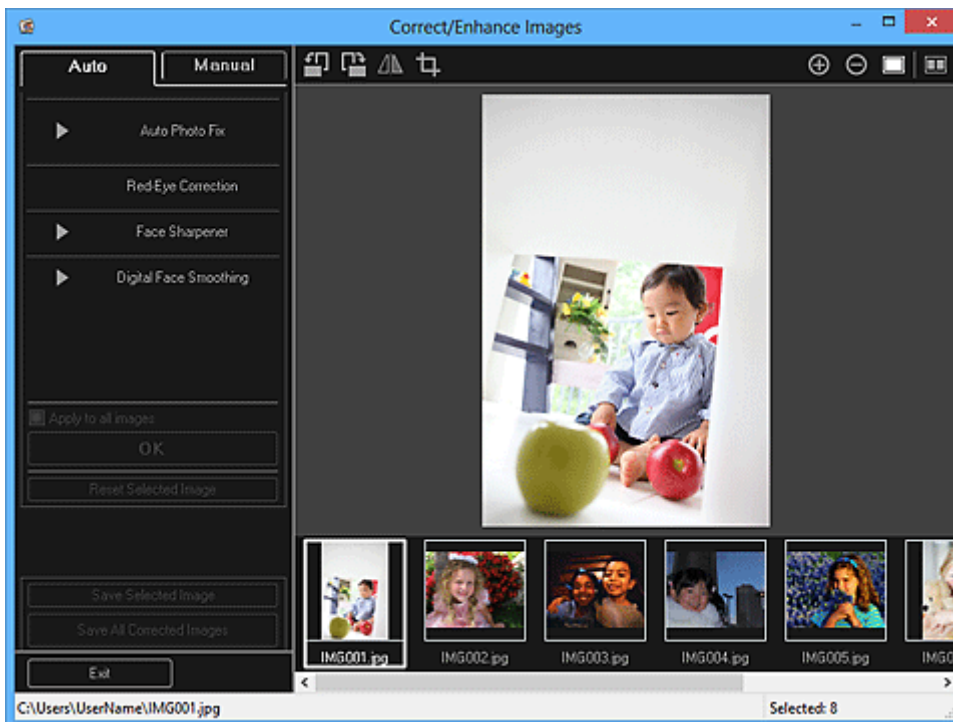 Correct/Enhance Images
Auto
Manual
Auto Photo Fix
Red-Eye Correction
Face Sharpener
Digital Face Smoothing
Apply to all images
OK
Reset Selected Image
Save Selected Image
Save All Corrected Images
Exit
IMG001.jpg
IMG002.jpg
IMG003.jpg
IMG004.jpg
IMG005.jpg
IMG0
C:\Users\UserName\IMG001.jpg
Selected: 8